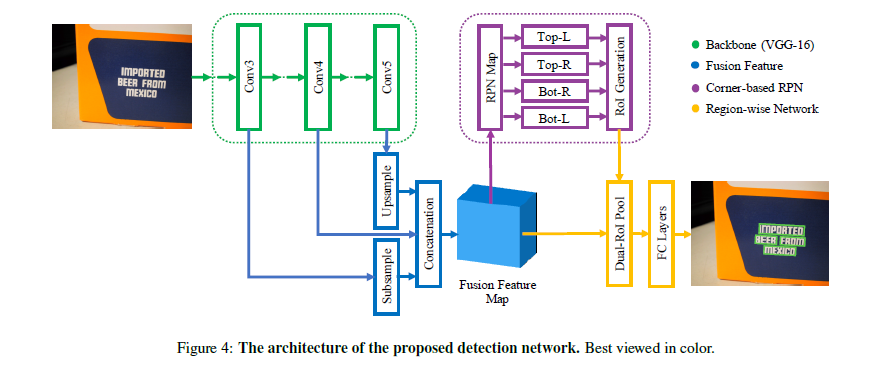 IMPORTED
BEER FROM
MEXICO
Conv3
Conv4
Conv5
Upsample
Subsample
Concatenation
Fusion Feature
Map
RPN Map
Top-L
Top-R
Bot-R
Bot-L
RoI Generation
Dual-RoI Pool
FC Layers
IMPORTED
BEER FROM
MEXICO
Backbone (VGG-16)
Fusion Feature
Corner-based RPN
Region-wise Network
Figure 4: The architecture of the proposed detection network. Best viewed in color.